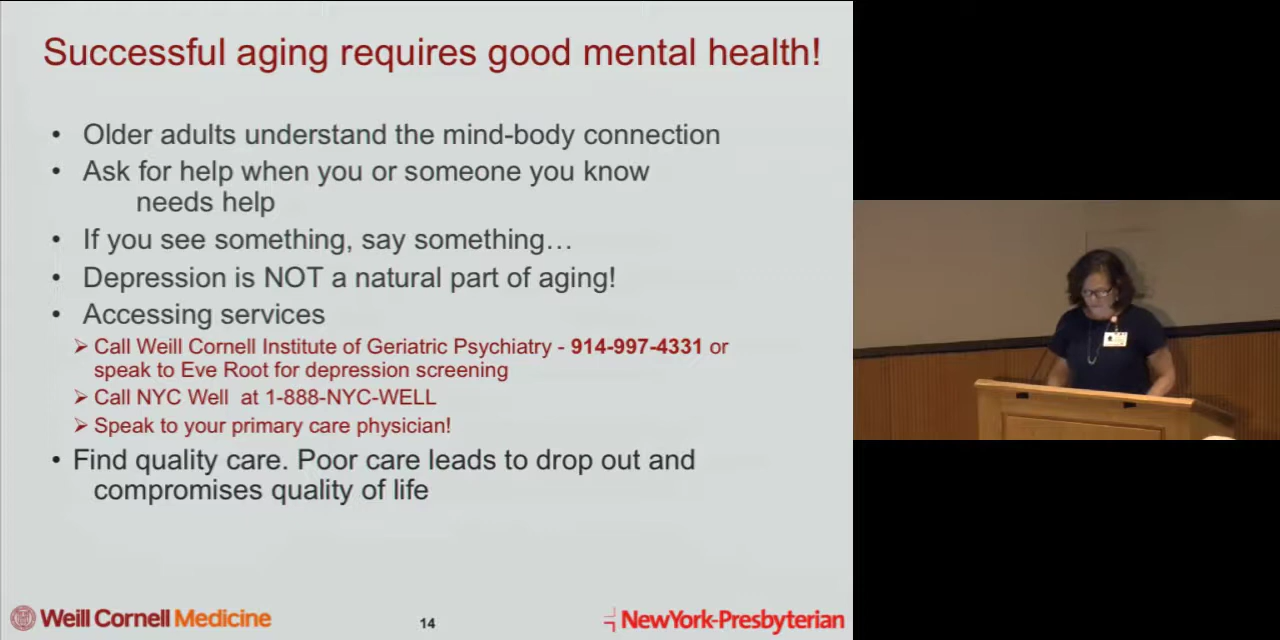 Successful aging requires good mental health!
• Older adults understand the mind-body connection
• Ask for help when you or someone you know
needs help
• If you see something, say something…
• Depression is NOT a natural part of aging!
• Accessing services
➢ Call Weill Cornell Institute of Geriatric Psychiatry - 914-997-4331 or
speak to Eve Root for depression screening
➢ Call NYC Well at 1-888-NYC-WELL
➢ Speak to your primary care physician!
• Find quality care. Poor care leads to drop out and
compromises quality of life
Weill Cornell Medicine
14
NewYork-Presbyterian